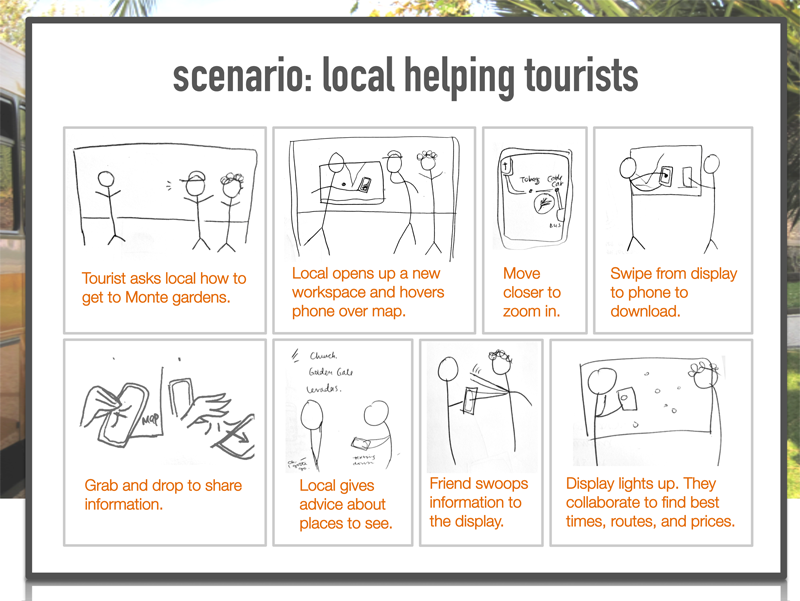 scenario: local helping tourists
Tourist asks local how to
get to Monte gardens.
Local opens up a new
workspace and hovers
phone over map.
Toboz Cable
Car
BUS
Move
closer to
zoom in.
Swipe from display
to phone to
download.
MAP
Grab and drop to share
information.
Church.
Golden Gate
Levadas.
Local gives
advice about
places to see.
Friend swoops
information to
the display.
Display lights up. They
collaborate to find best
times, routes, and prices.